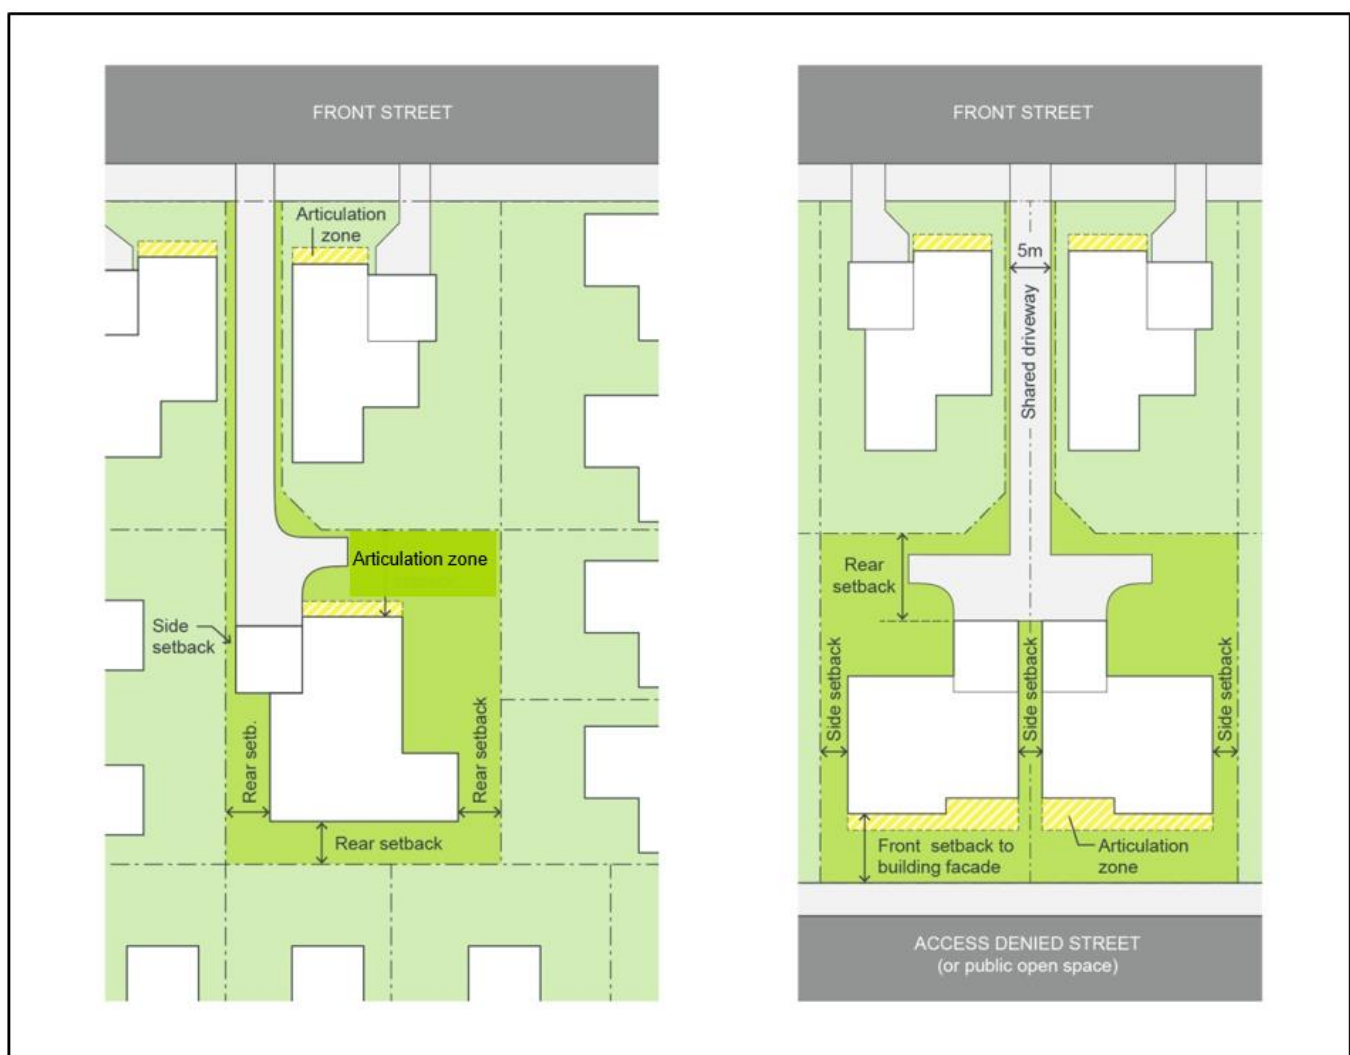 FRONT STREET
Articulation
zone
Articulation zone
Side
setback
Rear setb.
Rear setback
Rear setback
FRONT STREET
5m
Shared driveway
Rear
setback
Side setback
Side setback
Side setback
Front setback to
building facade
Articulation
zone
ACCESS DENIED STREET
(or public open space)